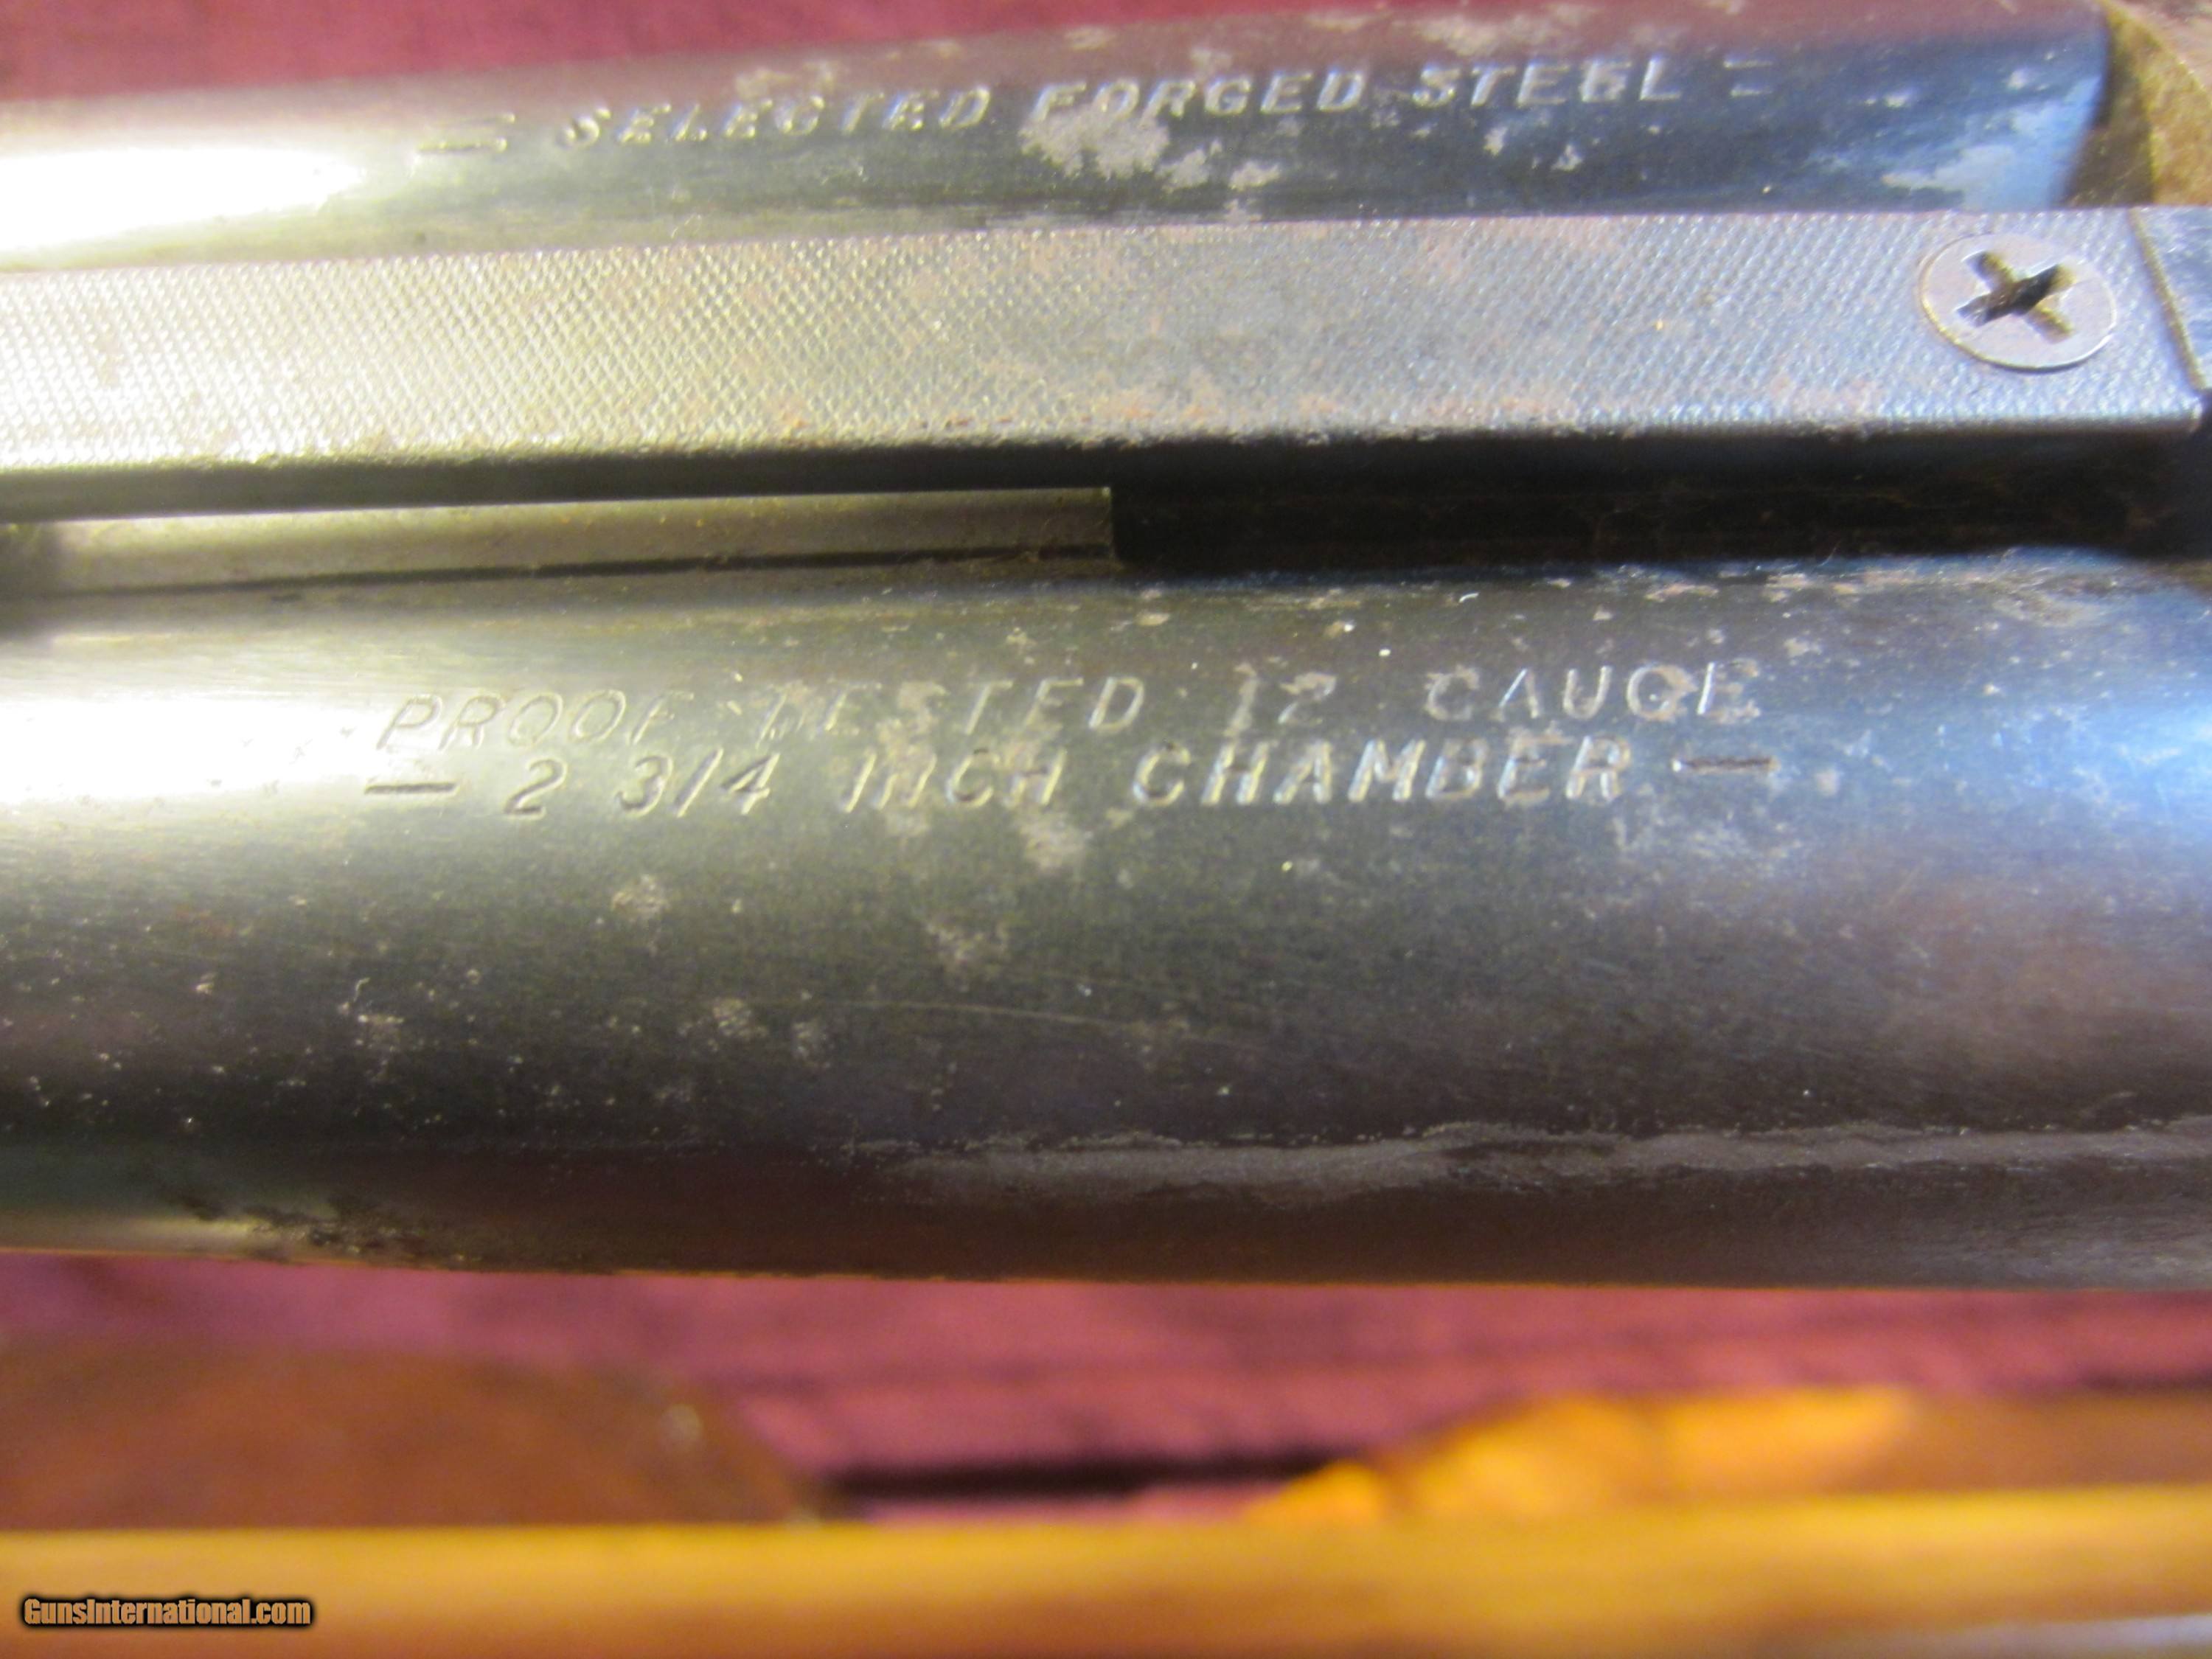 — SELECTED FORGED STEEL —
PROOF TESTED 12 GAUGE
— 2 3/4 INCH CHAMBER —
GunsInternational.com